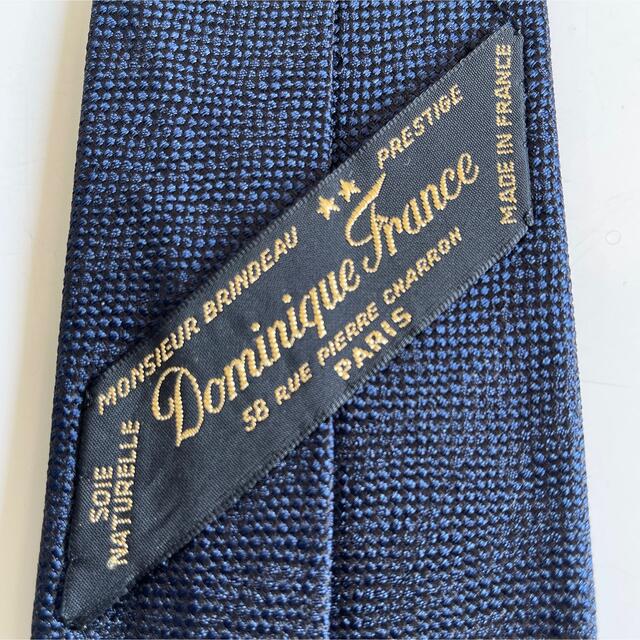 MONSIEUR BRINDEAU ★★ PRESTIGE
Dominique France
58 RUE PIERRE CHARRON
PARIS
SOIE
NATURELLE
MADE IN FRANCE